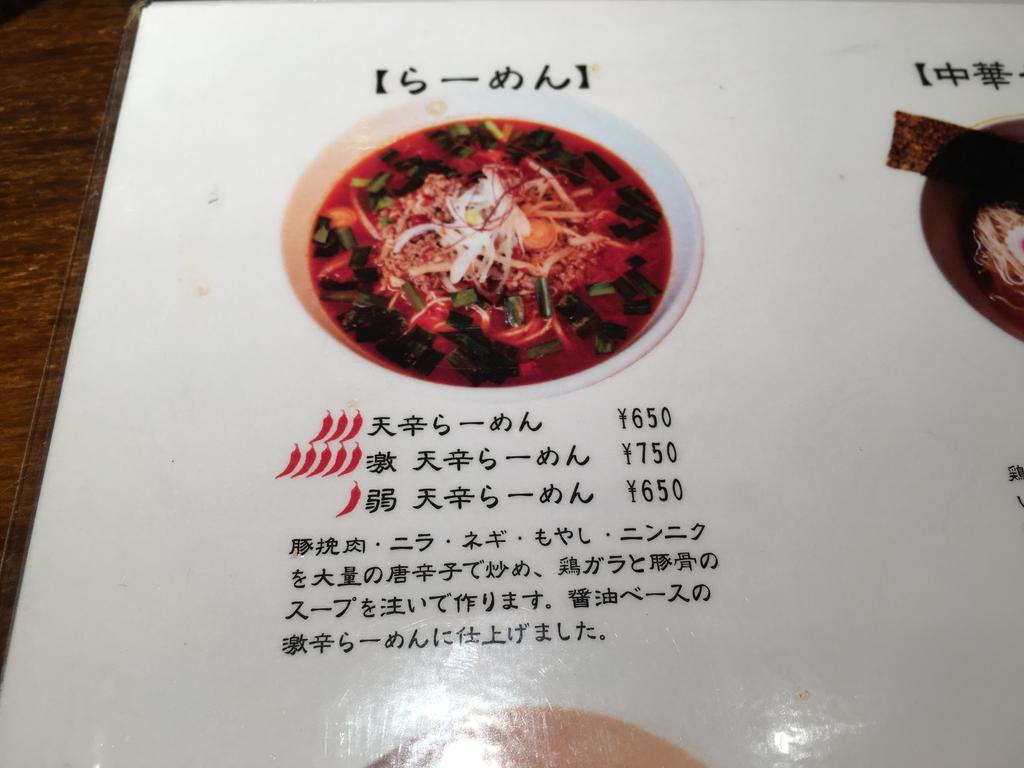 【らーめん】
【中華
天辛らーめん ¥650
激 天辛らーめん ¥750
弱 天辛らーめん ¥650
豚挽肉・ニラ・ネギ・もやし・ニンニク
を大量の唐辛子で炒め、鶏ガラと豚骨の
スープを注いで作ります。醤油ベースの
激辛らーめんに仕上げました。
鶏